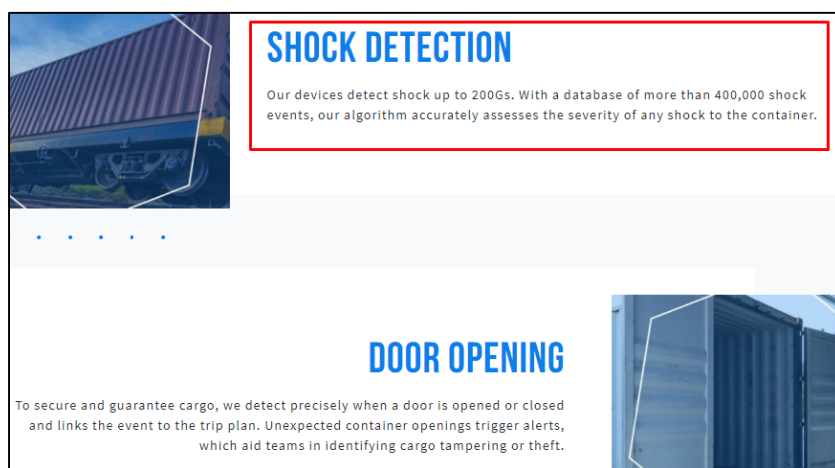 SHOCK DETECTION
Our devices detect shock up to 200Gs. With a database of more than 400,000 shock
events, our algorithm accurately assesses the severity of any shock to the container.
DOOR OPENING
To secure and guarantee cargo, we detect precisely when a door is opened or closed
and links the event to the trip plan. Unexpected container openings trigger alerts,
which aid teams in identifying cargo tampering or theft.